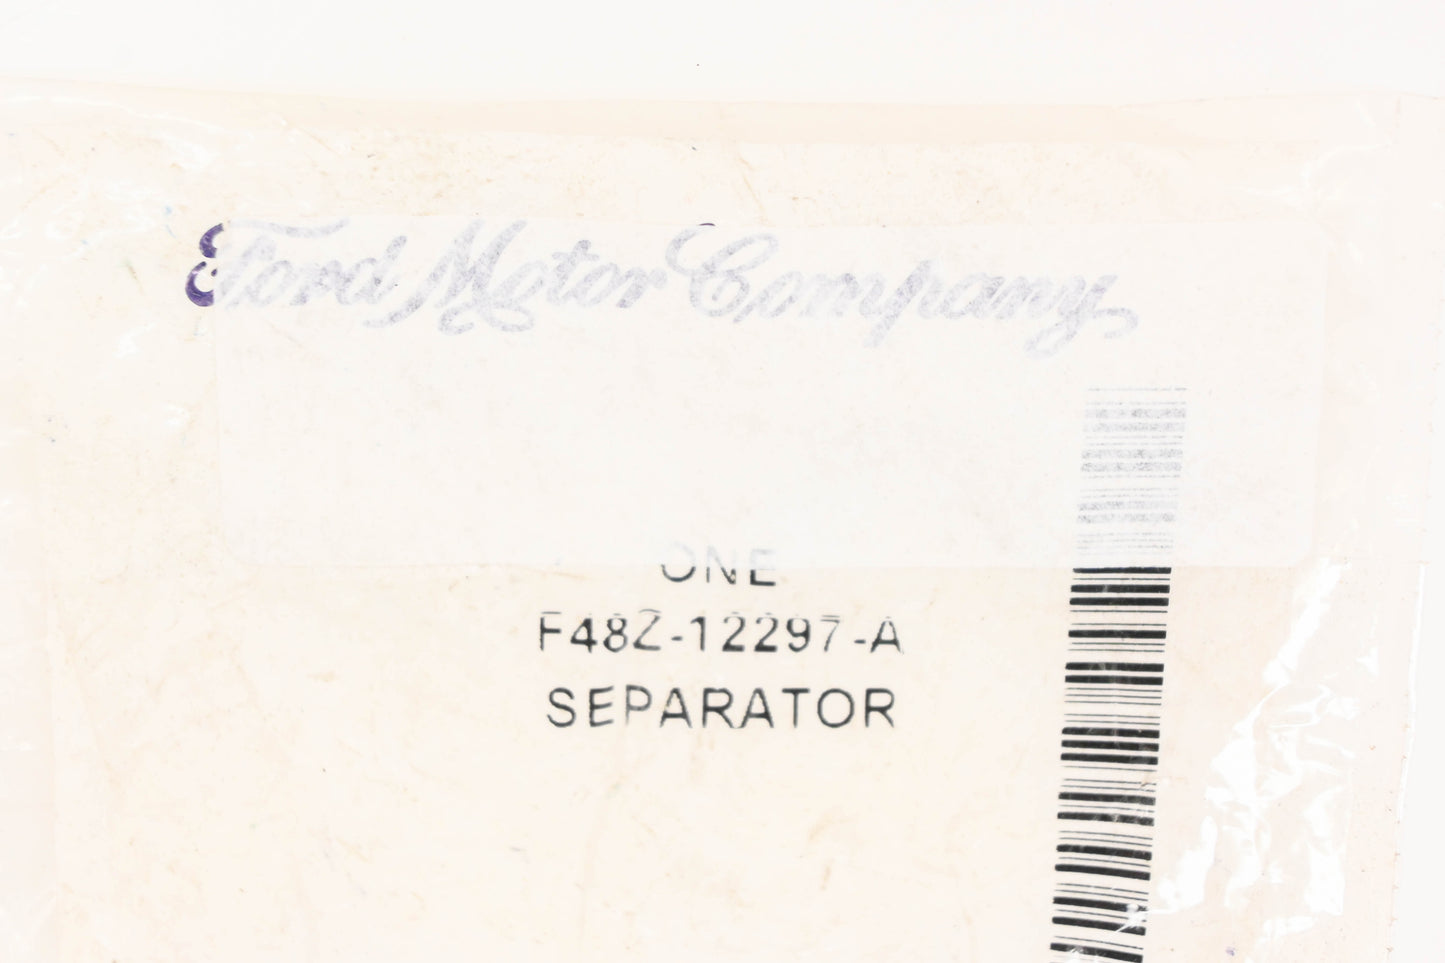 Ford Motor Company
ONE
F48Z-12297-A
SEPARATOR